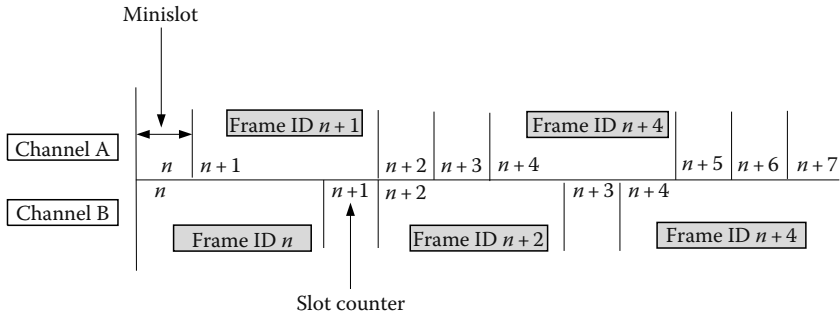 Minislot
Frame ID n + 1
Frame ID n + 4
Channel A
n
n + 1
n + 2
n + 3
n + 4
n + 5
n + 6
n + 7
n
n+1
n + 2
n + 3
n + 4
Channel B
Frame ID n
Frame ID n + 2
Frame ID n + 4
Slot counter